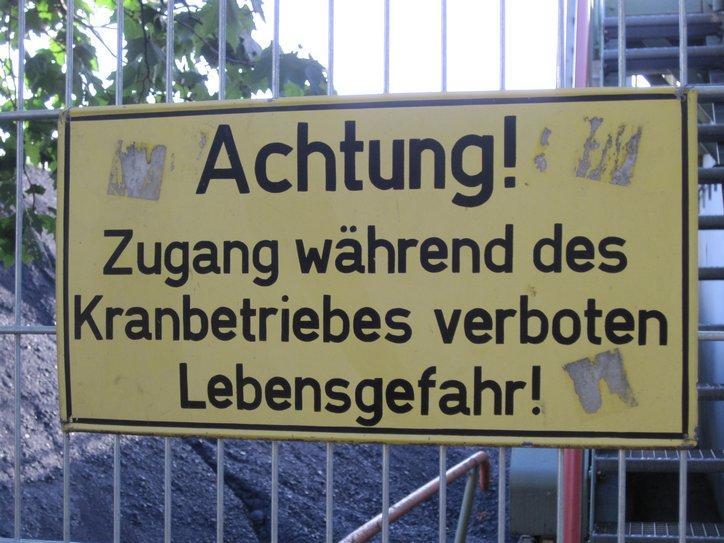 Achtung!
Zugang während des
Kranbetriebes verboten
Lebensgefahr!